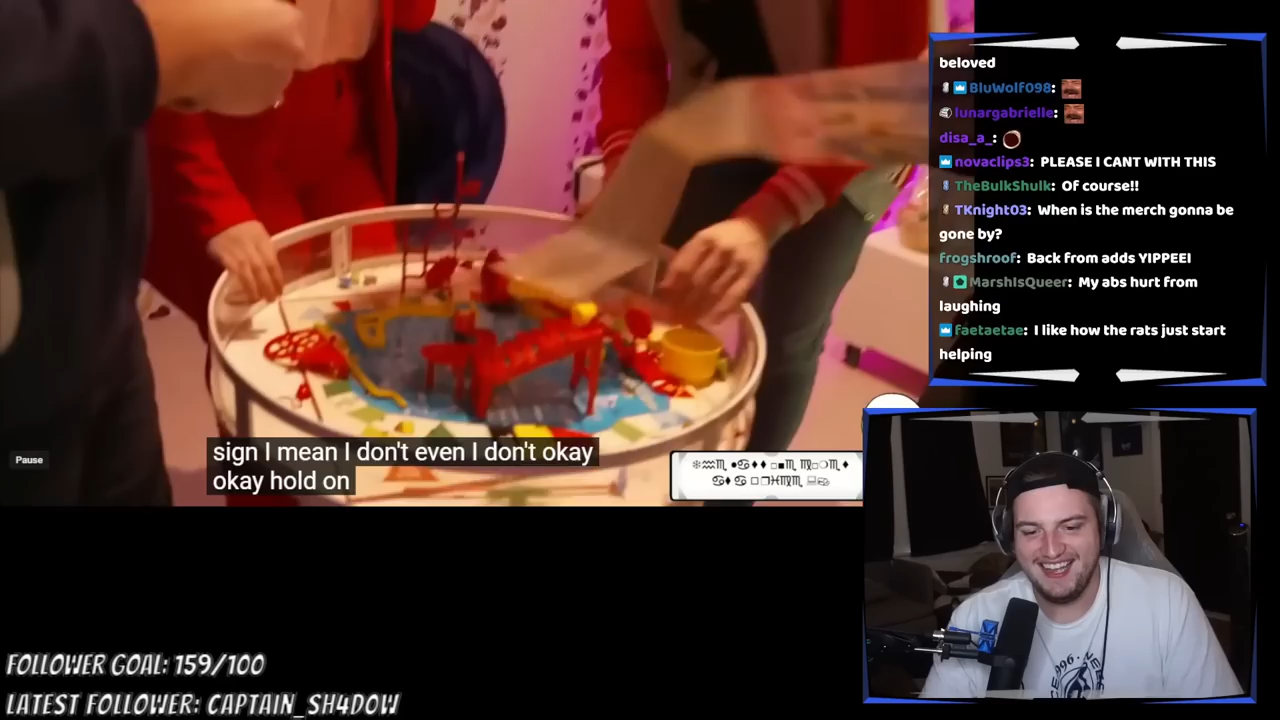 beloved
BluWolf098:
lunargabrielle:
disa_a_:
novaclips3: PLEASE I CANT WITH THIS
TheBulkShulk: Of course!!
TKnight03: When is the merch gonna be
gone by?
frogshroof: Back from adds YIPPEEI
MarshIsQueer: My abs hurt from
laughing
faetaetae: I like how the rats just start
helping
Pause
sign I mean I don't even I don't okay
okay hold on
FOLLOWER GOAL: 159/100
LATEST FOLLOWER: CAPTAIN_SH4DOW